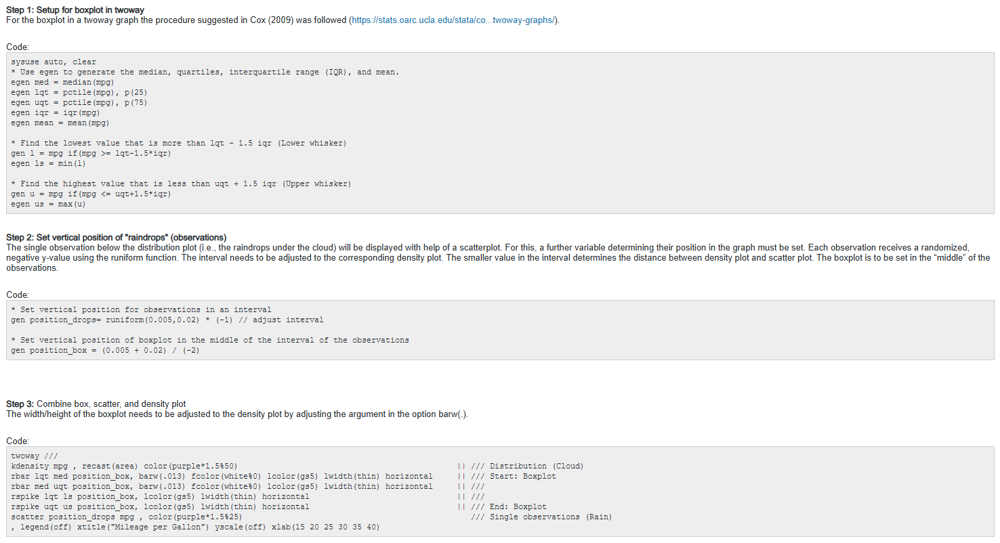 Step 1: Setup for boxplot in twoway
For the boxplot in a twoway graph the procedure suggested in Cox (2009) was followed (https://stats.oarc.ucla.edu/stata/co...twoway-graphs/).
Code:
sysuse auto, clear
* Use egen to generate the median, quartiles, interquartile range (IQR), and mean.
egen med = median(mpg)
egen lqt = pctile(mpg), p(25)
egen uqt = pctile(mpg), p(75)
egen iqr = iqr(mpg)
egen mean = mean(mpg)
* Find the lowest value that is more than lqt - 1.5 iqr (Lower whisker)
gen l = mpg if(mpg >= lqt-1.5*iqr)
egen ls = min(l)
* Find the highest value that is less than uqt + 1.5 iqr (Upper whisker)
gen u = mpg if(mpg <= uqt+1.5*iqr)
egen us = max(u)
Step 2: Set vertical position of "raindrops" (observations)
The single observation below the distribution plot (i.e., the raindrops under the cloud) will be displayed with help of a scatterplot. For this, a further variable determining their position in the graph must be set. Each observation receives a randomized,
negative y-value using the runiform function. The interval needs to be adjusted to the corresponding density plot. The smaller value in the interval determines the distance between density plot and scatter plot. The boxplot is to be set in the “middle” of the
observations.
Code:
* Set vertical position for observations in an interval
gen position_drops= runiform(0.005,0.02) * (-1) // adjust interval
* Set vertical position of boxplot in the middle of the interval of the observations
gen position_box = (0.005 + 0.02) / (-2)
Step 3: Combine box, scatter, and density plot
The width/height of the boxplot needs to be adjusted to the density plot by adjusting the argument in the option barw(.).
Code:
twoway ///
kdensity mpg , recast(area) color(purple*1.5%50) || /// Distribution (Cloud)
rbar lqt med position_box, barw(.013) fcolor(white%0) lcolor(gs5) lwidth(thin) horizontal || /// Start: Boxplot
rbar med uqt position_box, barw(.013) fcolor(white%0) lcolor(gs5) lwidth(thin) horizontal || ///
rspike lqt ls position_box, lcolor(gs5) lwidth(thin) horizontal || ///
rspike uqt us position_box, lcolor(gs5) lwidth(thin) horizontal || /// End: Boxplot
scatter position_drops mpg , color(purple*1.5%25) /// Single observations (Rain)
, legend(off) xtitle("Mileage per Gallon") yscale(off) xlab(15 20 25 30 35 40)